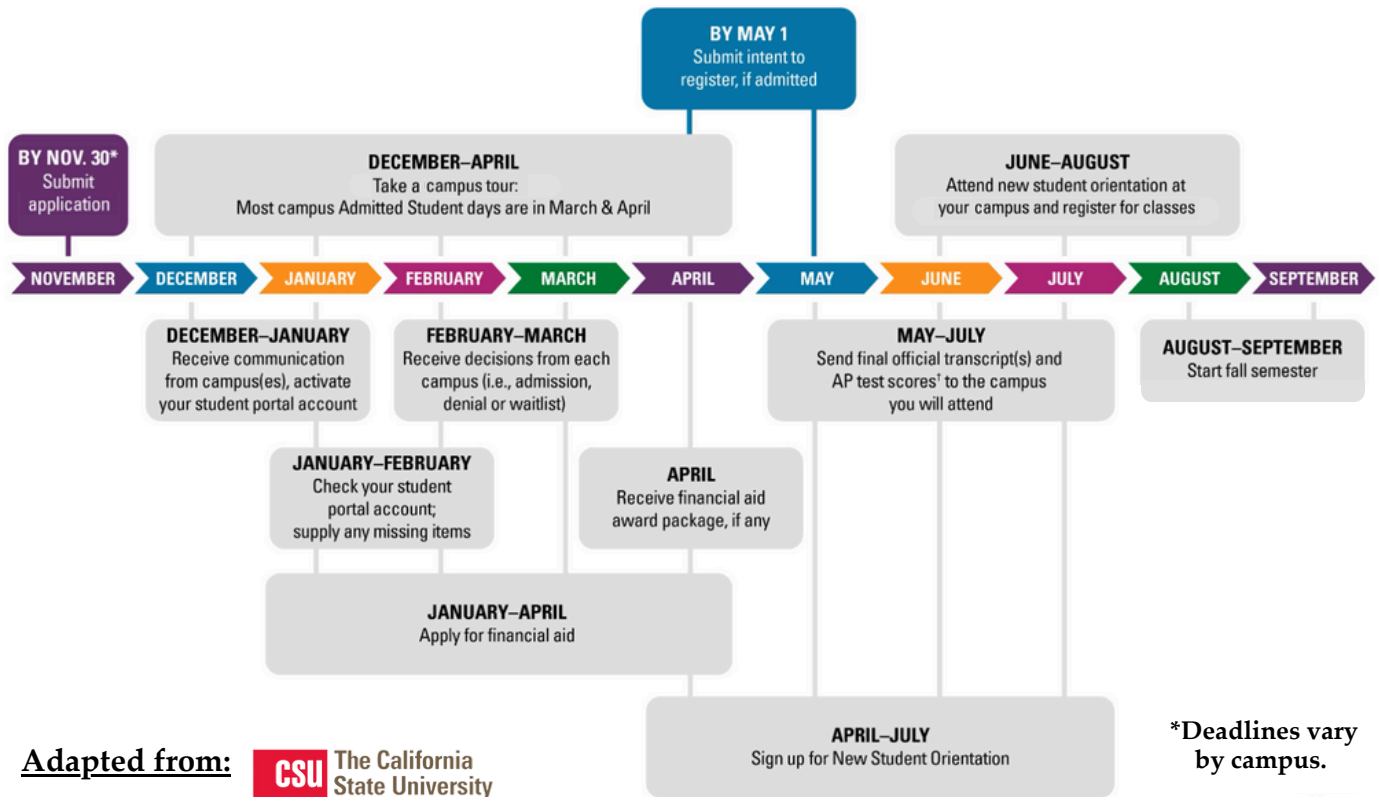 BY MAY 1
Submit intent to
register, if admitted
BY NOV. 30*
Submit
application
DECEMBER–APRIL
Take a campus tour:
Most campus Admitted Student days are in March & April
JUNE–AUGUST
Attend new student orientation at
your campus and register for classes
NOVEMBER
DECEMBER
JANUARY
FEBRUARY
MARCH
APRIL
MAY
JUNE
JULY
AUGUST
SEPTEMBER
DECEMBER–JANUARY
Receive communication
from campus(es), activate
your student portal account
FEBRUARY–MARCH
Receive decisions from each
campus (i.e., admission,
denial or waitlist)
MAY–JULY
Send final official transcript(s) and
AP test scores† to the campus
you will attend
AUGUST–SEPTEMBER
Start fall semester
JANUARY–FEBRUARY
Check your student
portal account;
supply any missing items
APRIL
Receive financial aid
award package, if any
JANUARY–APRIL
Apply for financial aid
APRIL–JULY
Sign up for New Student Orientation
*Deadlines vary
by campus.
Adapted from:
CSU
The California
State University